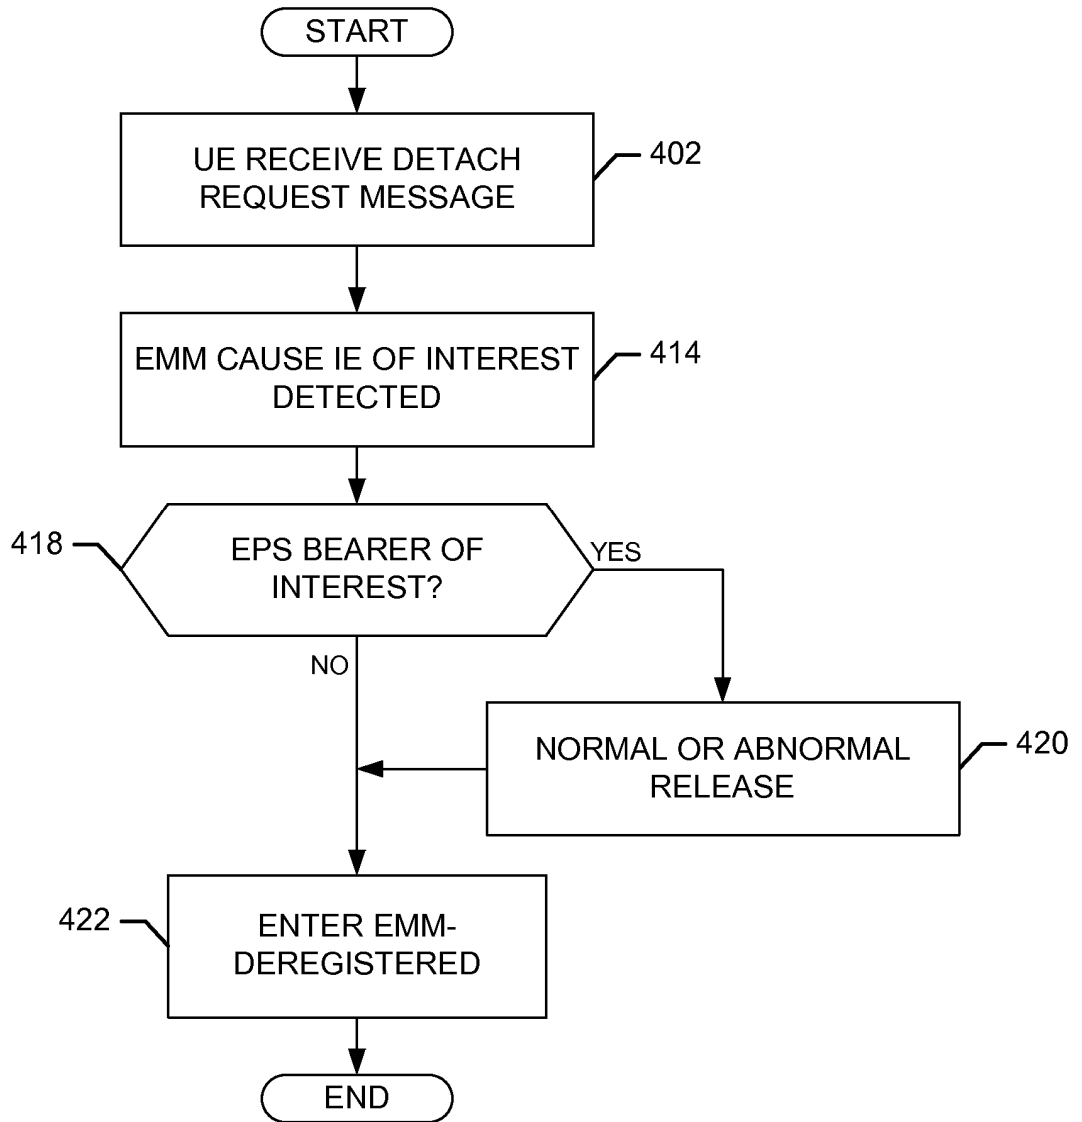 START
UE RECEIVE DETACH
REQUEST MESSAGE
402
EMM CAUSE IE OF INTEREST
DETECTED
414
418
EPS BEARER OF
INTEREST?
YES
NO
NORMAL OR ABNORMAL
RELEASE
420
422
ENTER EMM-
DEREGISTERED
END